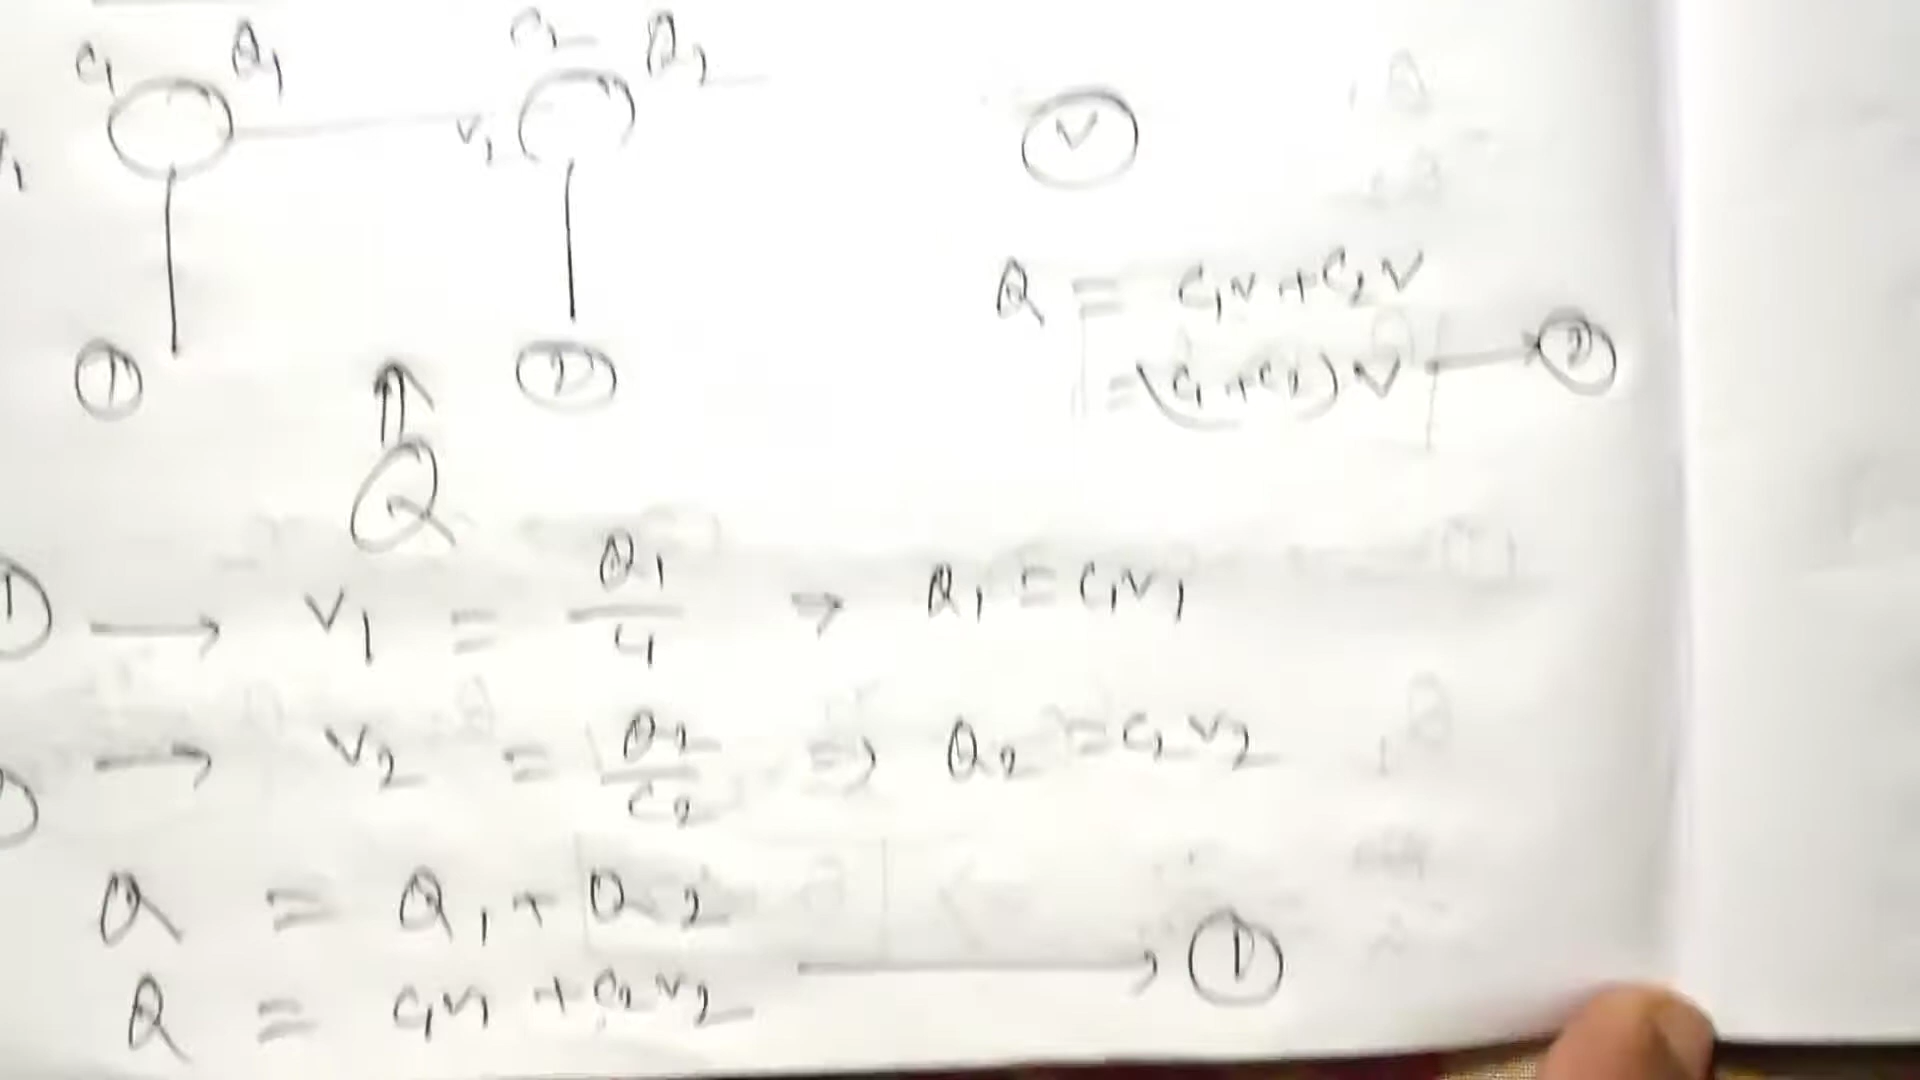 C₁ Q₁ C₂ Q₂
V₁ V₁ V
Q = C₁V + C₂V
= (C₁ + C₂) V → ②
① ②
Q
① → V₁ = Q₁/C₁ → Q₁ = C₁V₁
→ V₂ = Q₂/C₂ ⇒ Q₂ = C₂V₂
Q = Q₁ + Q₂
Q = C₁V₁ + C₂V₂ → ①